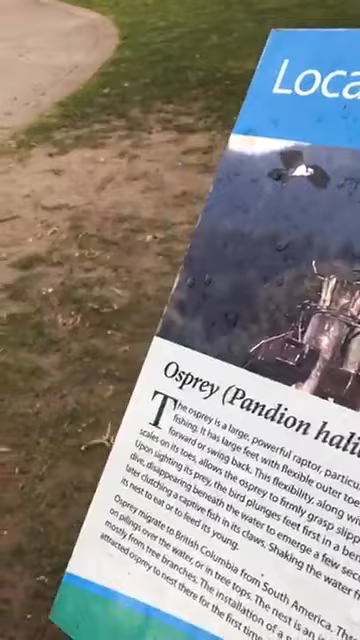 Loca
Osprey (Pandion hali
The osprey is a large, powerful raptor, particu
fishing. It has large feet with flexible outer toe
forward or swing back. This flexibility, along w
scales on its toes, allows the osprey to firmly grasp slipp
Upon sighting its prey, the bird plunges feet first in a be
dive, disappearing beneath the water to emerge a few se
later clutching a captive fish in its claws. Shaking the water f
its nest to eat or to feed its young.
Osprey migrate to British Columbia from South America. Th
on pilings over the water, or in tree tops. The nest is a
mostly from tree branches. The installation of a
attracted osprey to nest there for the first tim